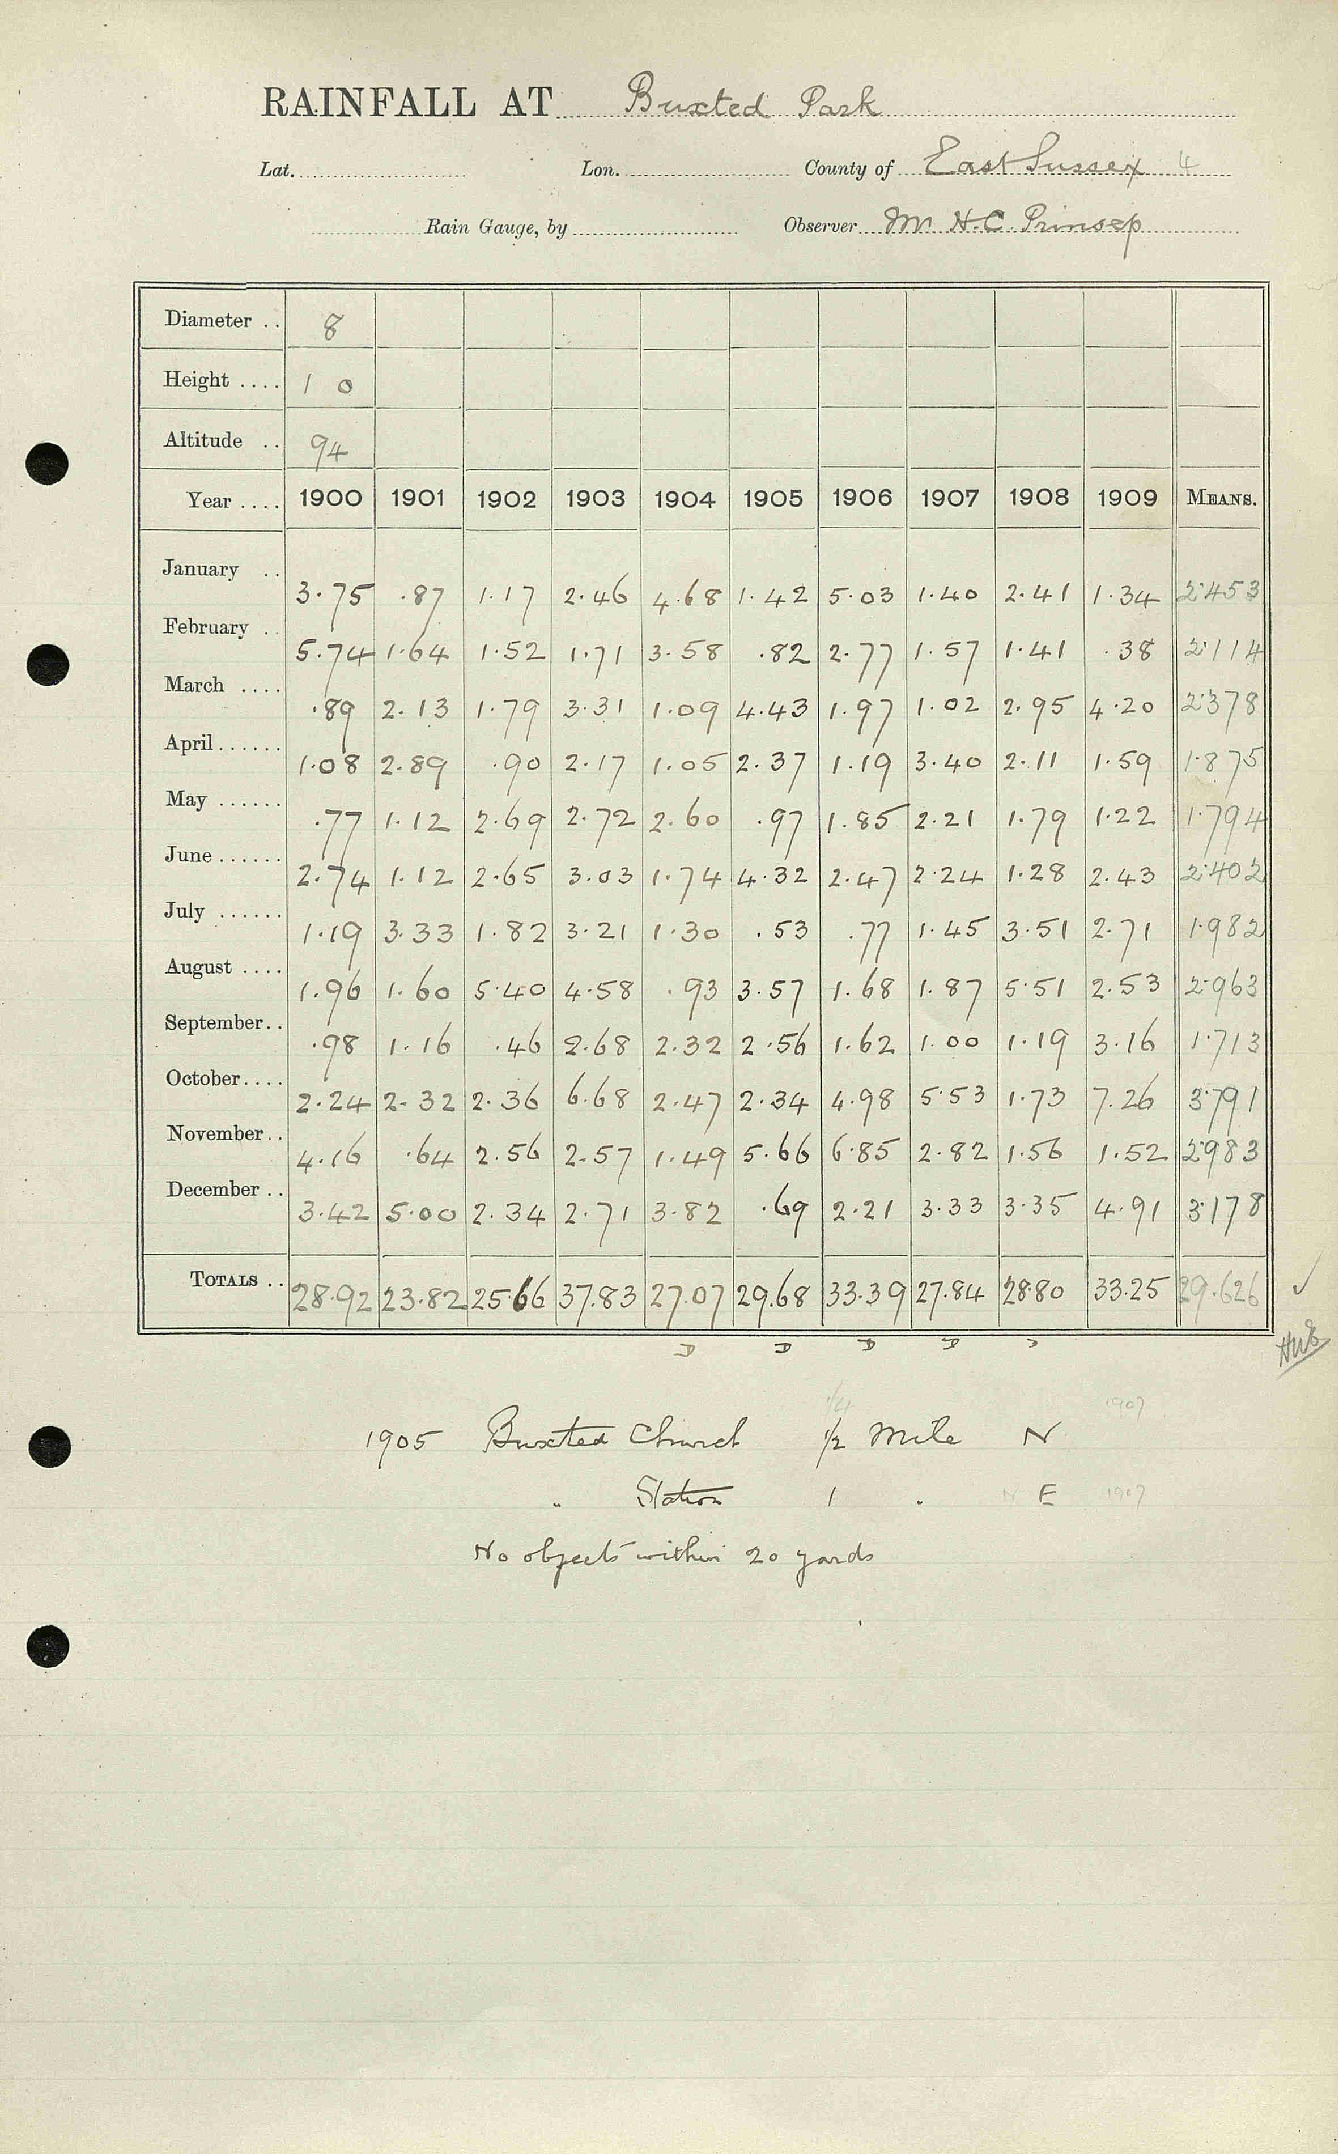 RAINFALL AT Buxted Park
Lat. Lon. County of East Sussex 4
Rain Gauge, by Observer Mr H.C. Prinsep
Diameter .. 8
Height .... 1 0
Altitude .. 94
Year .... 1900 1901 1902 1903 1904 1905 1906 1907 1908 1909 MEANS.
January .. 3.75 .87 1.17 2.46 4.68 1.42 5.03 1.40 2.41 1.34 2.453
February .. 5.74 1.64 1.52 1.71 3.58 .82 2.77 1.57 1.41 .38 2.114
March .... .89 2.13 1.79 3.31 1.09 4.43 1.97 1.02 2.95 4.20 2.378
April ...... 1.08 2.89 .90 2.17 1.05 2.37 1.19 3.40 2.11 1.59 1.875
May ...... .77 1.12 2.69 2.72 2.60 .97 1.85 2.21 1.79 1.22 1.794
June ...... 2.74 1.12 2.65 3.03 1.74 4.32 2.47 2.24 1.28 2.43 2.402
July ...... 1.19 3.33 1.82 3.21 1.30 .53 .77 1.45 3.51 2.71 1.982
August .... 1.96 1.60 5.40 4.58 .93 3.57 1.68 1.87 5.51 2.53 2.963
September .. .98 1.16 .46 2.68 2.32 2.56 1.62 1.00 1.19 3.16 1.713
October .... 2.24 2.32 2.36 6.68 2.47 2.34 4.98 5.53 1.73 7.26 3.791
November .. 4.16 .64 2.56 2.57 1.49 5.66 6.85 2.82 1.56 1.52 2.983
December .. 3.42 5.00 2.34 2.71 3.82 .69 2.21 3.33 3.35 4.91 3.178
TOTALS .. 28.92 23.82 25.66 37.83 27.07 29.68 33.39 27.84 28.80 33.25 29.626 ✓
D D D D
1/4 1907
1905 Buxted Church 1/2 Mile N
" Station 1 " N E 1907
No objects within 20 yards